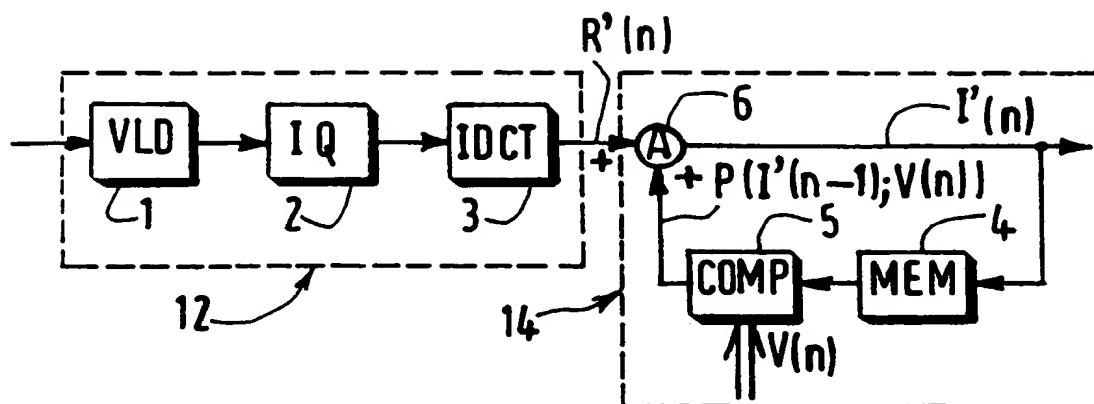 R'(n)
6
I'(n)
VLD
IQ
IDCT
+
A
+ P(I'(n-1);V(n))
1
2
3
5
4
COMP
MEM
12
14
V(n)